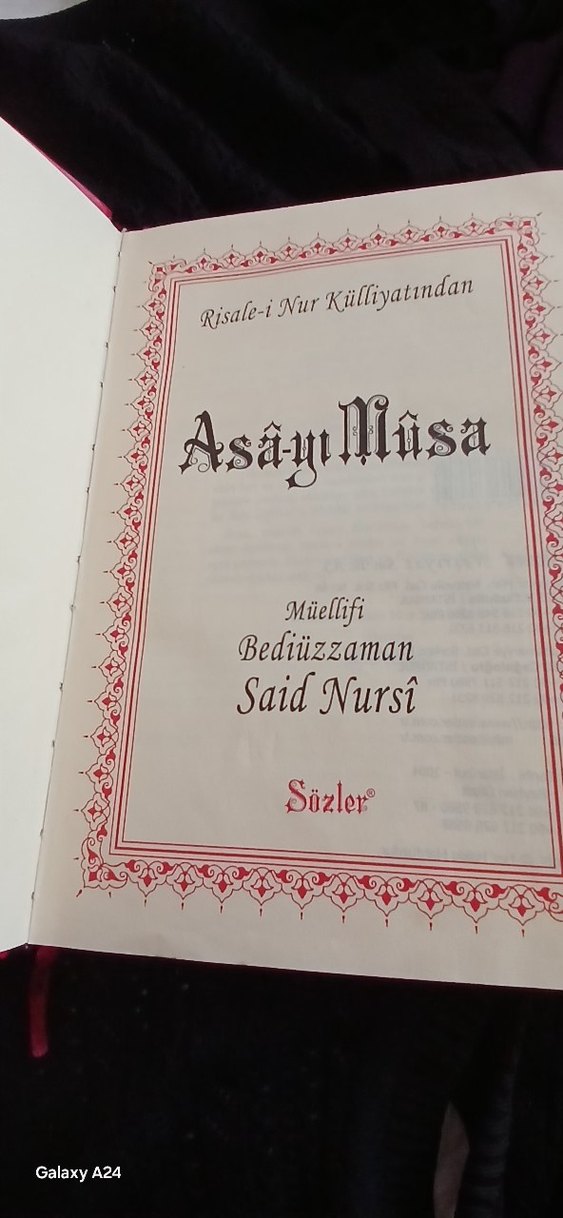 Risale-i Nur Külliyatından
Asâ-yı Mûsa
Müellifi
Bediüzzaman
Said Nursî
Sözler®
Galaxy A24